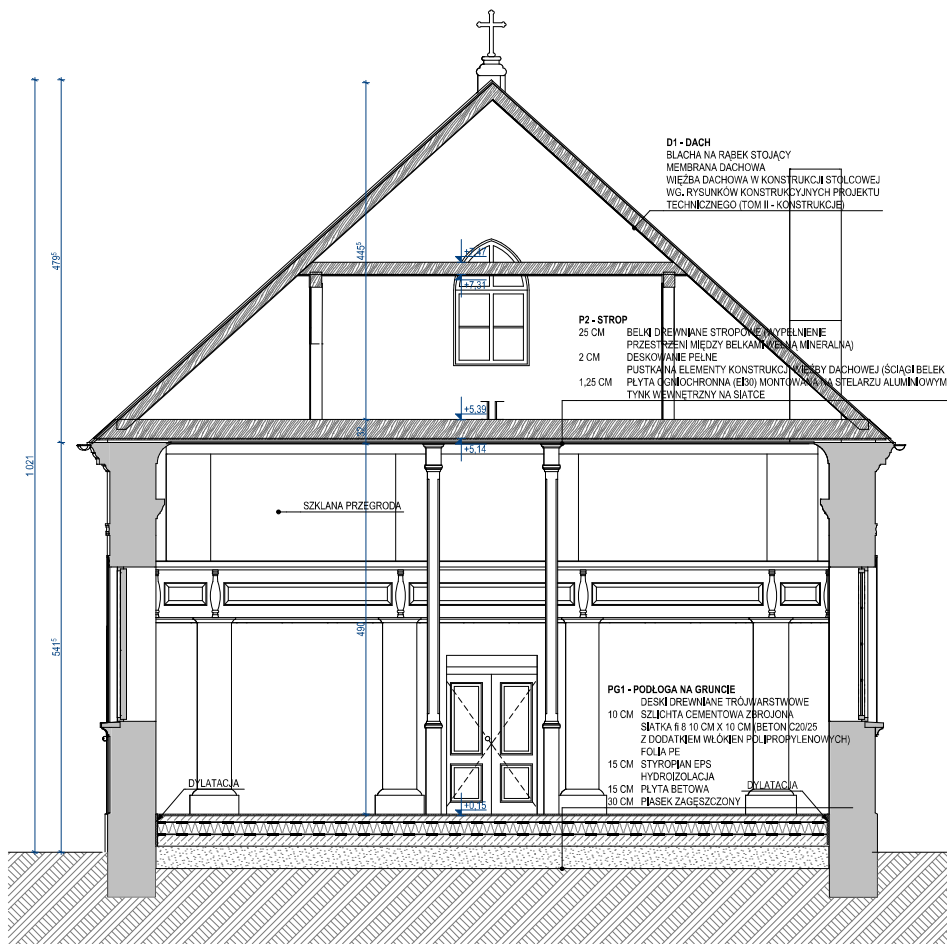 D1 - DACH
BLACHA NA RĄBEK STOJĄCY
MEMBRANA DACHOWA
WIĘŹBA DACHOWA W KONSTRUKCJI STOLCOWEJ
WG. RYSUNKÓW KONSTRUKCYJNYCH PROJEKTU
TECHNICZNEGO (TOM II - KONSTRUKCJE)
479⁵
445⁵
+7,47
+7,31
P2 - STROP
25 CM BELKI DREWNIANE STROPOWE (WYPEŁNIENIE
PRZESTRZENI MIĘDZY BELKAMI WEŁNĄ MINERALNĄ)
2 CM DESKOWANIE PEŁNE
PUSTKA NA ELEMENTY KONSTRUKCJI WIĘŹBY DACHOWEJ (ŚCIĄGI BELEK
1,25 CM PŁYTA OGNIOCHRONNA (EI30) MONTOWANA NA STELARZU ALUMINIOWYM
TYNK WEWNĘTRZNY NA SIATCE
+5,39
32
+5,14
1 021
SZKLANA PRZEGRODA
541⁵
490
PG1 - PODŁOGA NA GRUNCIE
DESKI DREWNIANE TRÓJWARSTWOWE
10 CM SZLICHTA CEMENTOWA ZBROJONA
SIATKA fi 8 10 CM X 10 CM (BETON C20/25
Z DODATKIEM WŁÓKIEN POLIPROPYLENOWYCH)
FOLIA PE
15 CM STYROPIAN EPS
HYDROIZOLACJA
15 CM PŁYTA BETOWA
30 CM PIASEK ZAGĘSZCZONY
DYLATACJA
DYLATACJA
+0,15